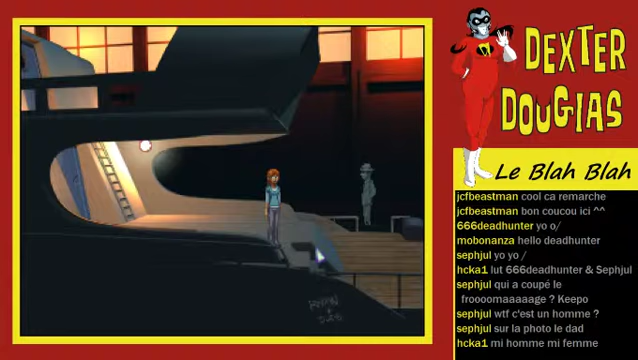 DEXTER
DOUGIAS
Le Blah Blah
jcfbeastman cool ca remarche
jcfbeastman bon coucou ici ^^
666deadhunter yo o/
mobonanza hello deadhunter
sephjul yo yo /
hcka1 lut 666deadhunter & Sephjul
sephjul qui a coupé le
froooomaaaaage ? Keepo
sephjul wtf c'est un homme ?
sephjul sur la photo le dad
hcka1 mi homme mi femme